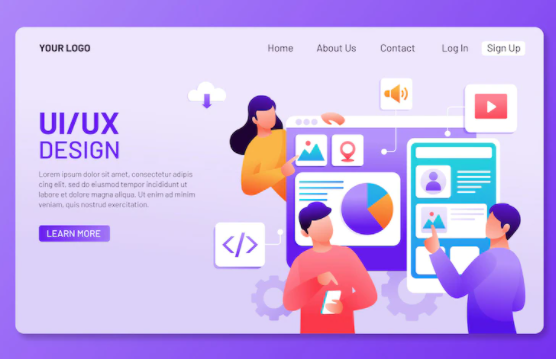 YOUR LOGO
Home About Us Contact Log In Sign Up
UI/UX
DESIGN
Lorem ipsum dolor sit amet, consectetur adipis
cing elit. sed do eiusmod tempor incididunt ut
labore et dolore magna aliqua. Ut enim ad minim
veniam, quis nostrud exercitation.
LEARN MORE